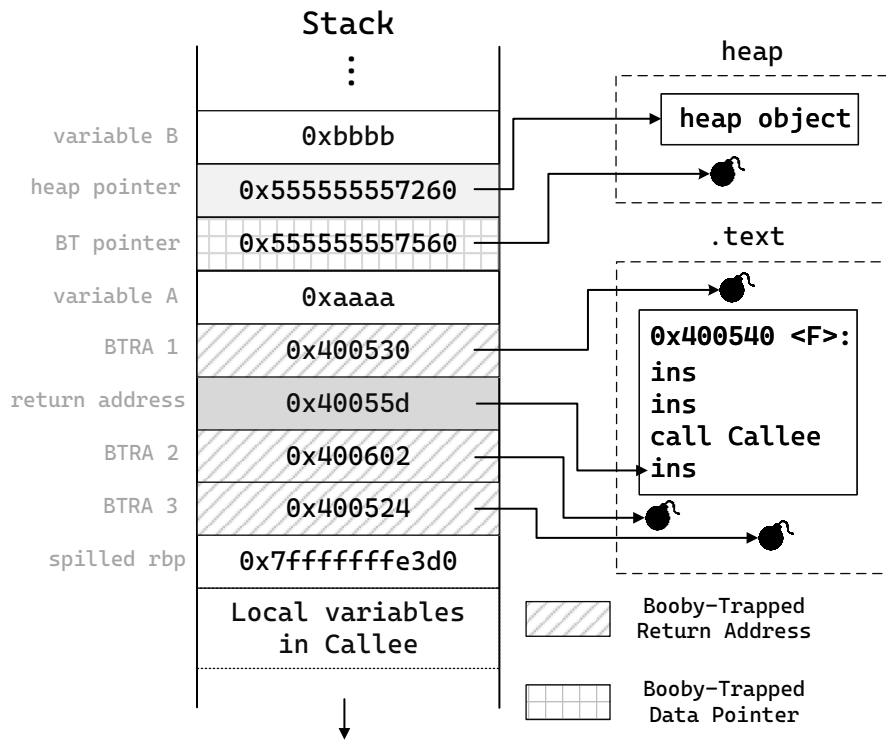 Stack
heap
variable B
0xbbbb
heap object
heap pointer
0x555555557260
BT pointer
0x555555557560
.text
variable A
0xaaaa
BTRA 1
0x400530
0x400540 <F>:
ins
ins
call Callee
ins
return address
0x40055d
BTRA 2
0x400602
BTRA 3
0x400524
spilled rbp
0x7fffffffe3d0
Local variables
in Callee
Booby-Trapped
Return Address
Booby-Trapped
Data Pointer